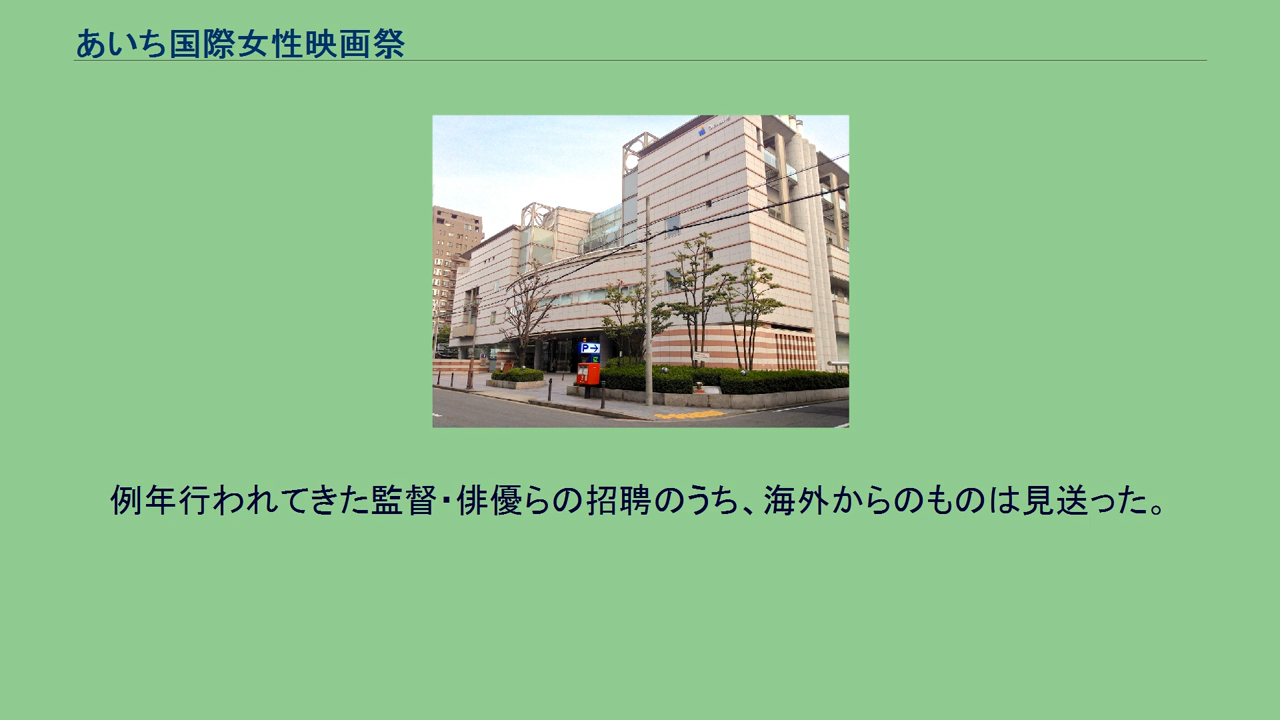 あいち国際女性映画祭
P→
例年行われてきた監督・俳優らの招聘のうち、海外からのものは見送った。